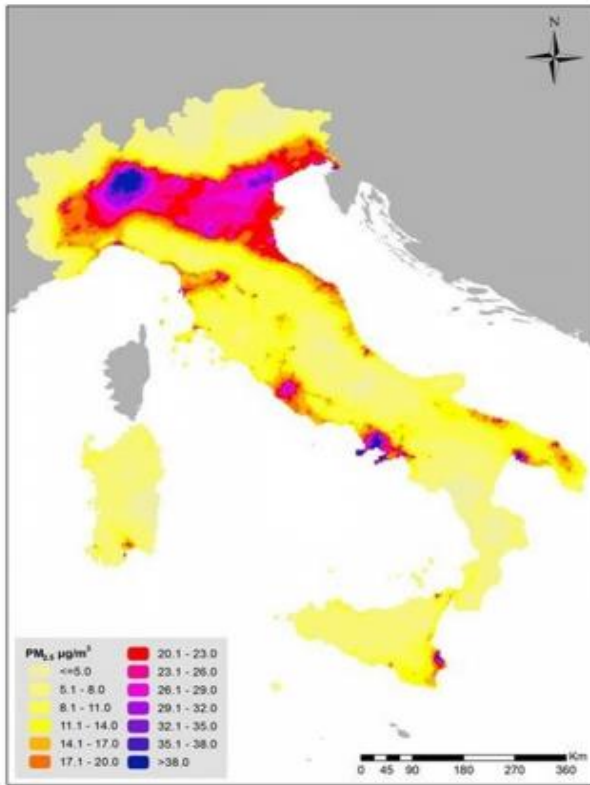 N
PM2.5 µg/m3
<=5.0
5.1 - 8.0
8.1 - 11.0
11.1 - 14.0
14.1 - 17.0
17.1 - 20.0
20.1 - 23.0
23.1 - 26.0
26.1 - 29.0
29.1 - 32.0
32.1 - 35.0
35.1 - 38.0
>38.0
Km
0 45 90 180 270 360